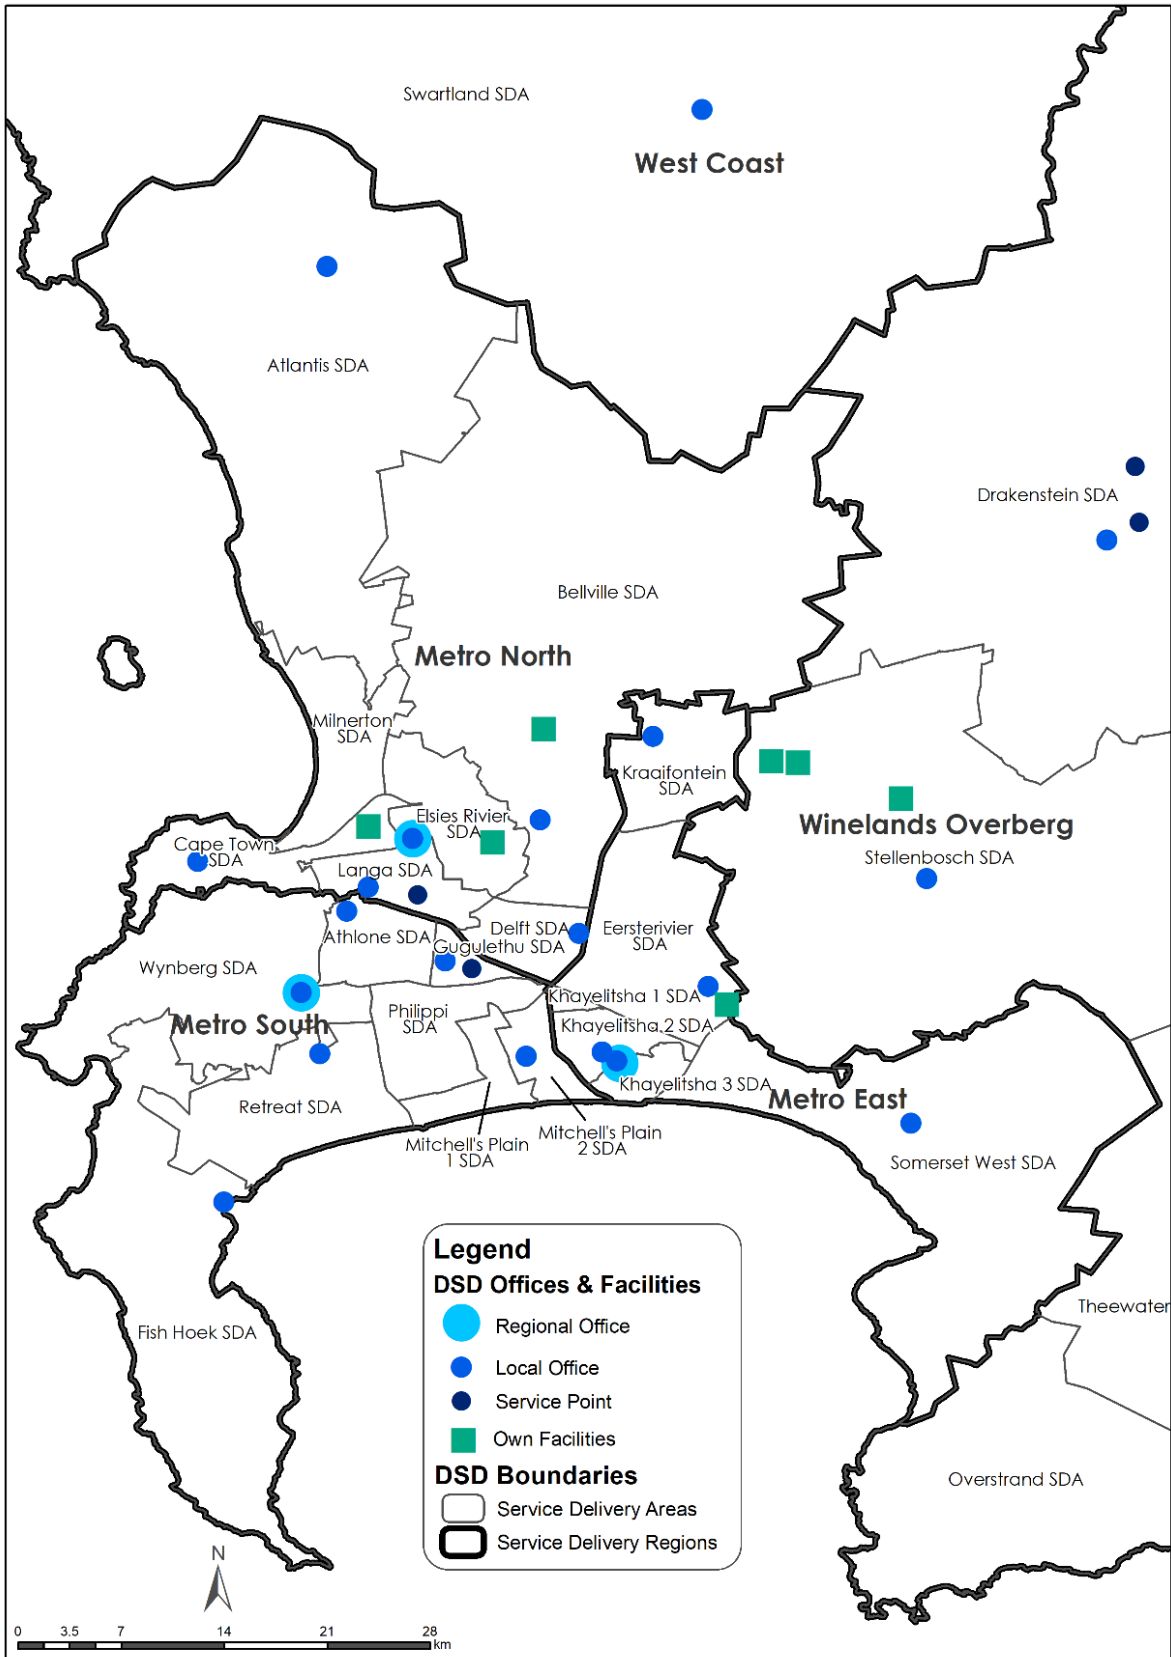 Swartland SDA
West Coast
Atlantis SDA
Drakenstein SDA
Bellville SDA
Metro North
Milnerton
SDA
Kraaifontein
SDA
Elsies Rivier
SDA
Winelands Overberg
Cape Town
SDA
Stellenbosch SDA
Langa SDA
Delft SDA
Eersterivier
SDA
Athlone SDA
Gugulethu SDA
Wynberg SDA
Khayelitsha 1 SDA
Philippi
SDA
Metro South
Khayelitsha 2 SDA
Khayelitsha 3 SDA
Metro East
Retreat SDA
Mitchell's Plain
1 SDA
Mitchell's Plain
2 SDA
Somerset West SDA
Legend
DSD Offices & Facilities
Regional Office
Local Office
Service Point
Own Facilities
DSD Boundaries
Service Delivery Areas
Service Delivery Regions
Theewater
Fish Hoek SDA
Overstrand SDA
N
0 3.5 7 14 21 28
km